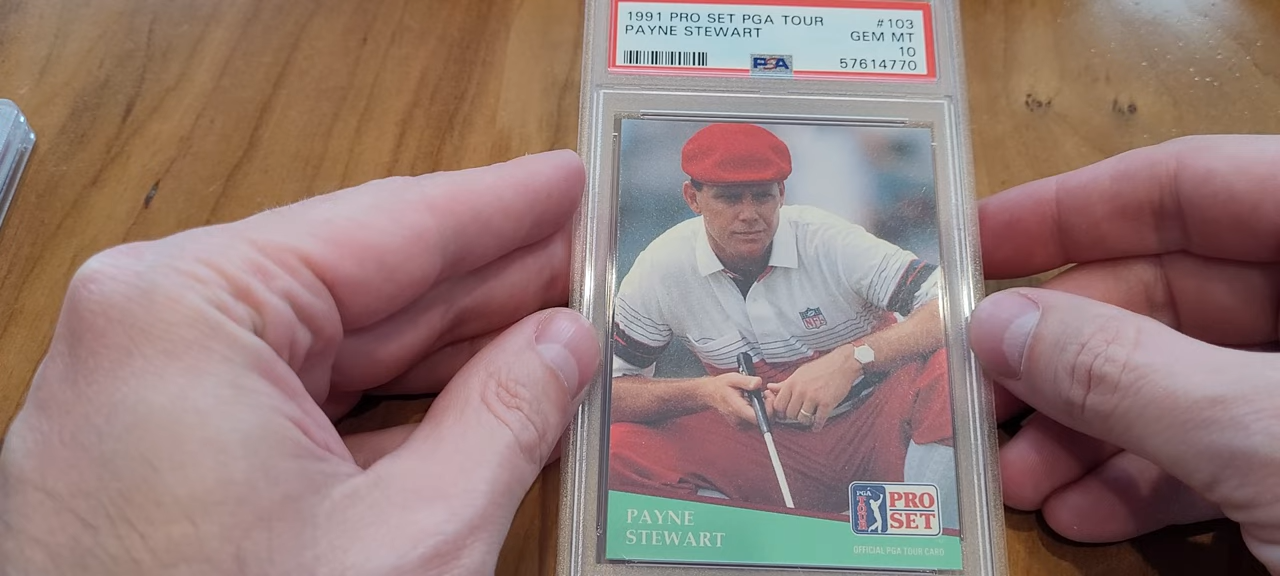 1991 PRO SET PGA TOUR #103
PAYNE STEWART GEM MT
10
PSA 57614770
NFL
PGA TOUR PRO SET
PAYNE
STEWART
OFFICIAL PGA TOUR CARD